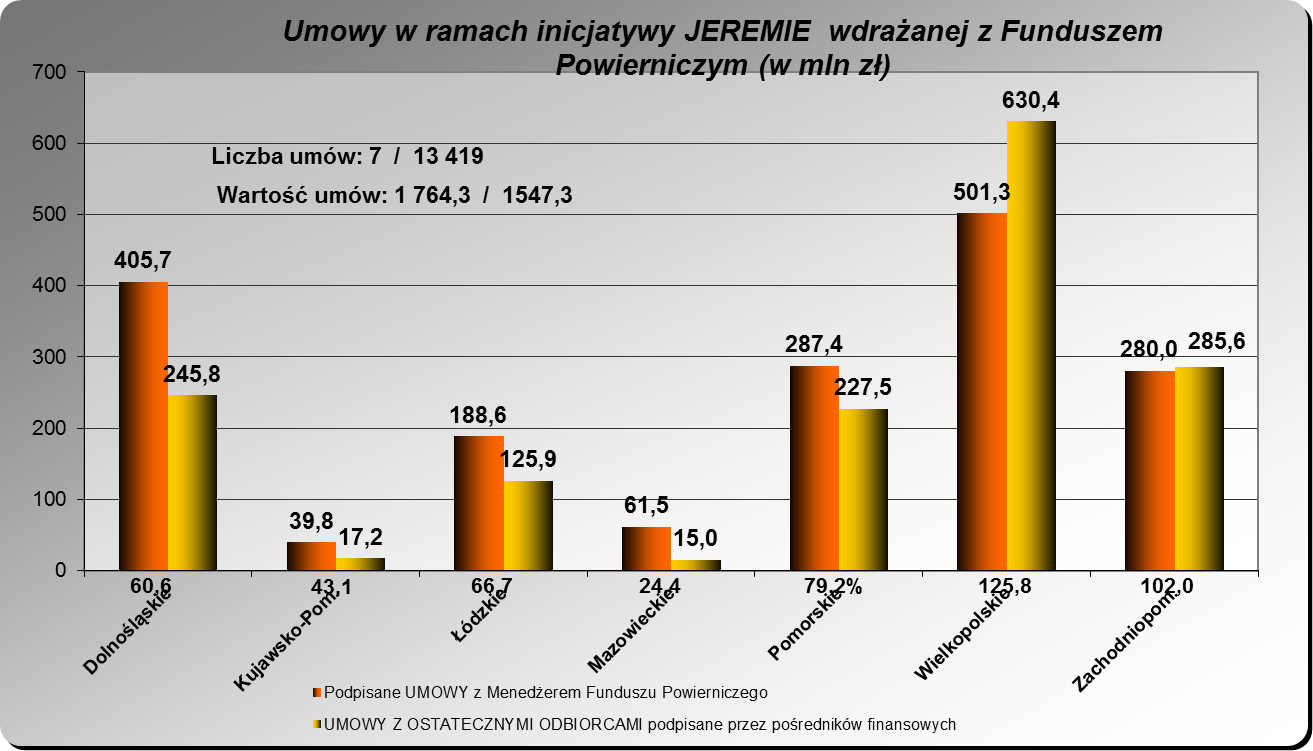 Umowy w ramach inicjatywy JEREMIE wdrażanej z Funduszem
Powierniczym (w mln zł)
700
600
500
400
300
200
100
0
Liczba umów: 7 / 13 419
Wartość umów: 1 764,3 / 1547,3
405,7
245,8
39,8
17,2
188,6
125,9
61,5
15,0
287,4
227,5
501,3
630,4
280,0
285,6
60,6
43,1
66,7
24,4
79,2%
125,8
102,0
Dolnośląskie
Kujawsko-Pom.
Łódzkie
Mazowieckie
Pomorskie
Wielkopolskie
Zachodniopom.
Podpisane UMOWY z Menedżerem Funduszu Powierniczego
UMOWY Z OSTATECZNYMI ODBIORCAMI podpisane przez pośredników finansowych